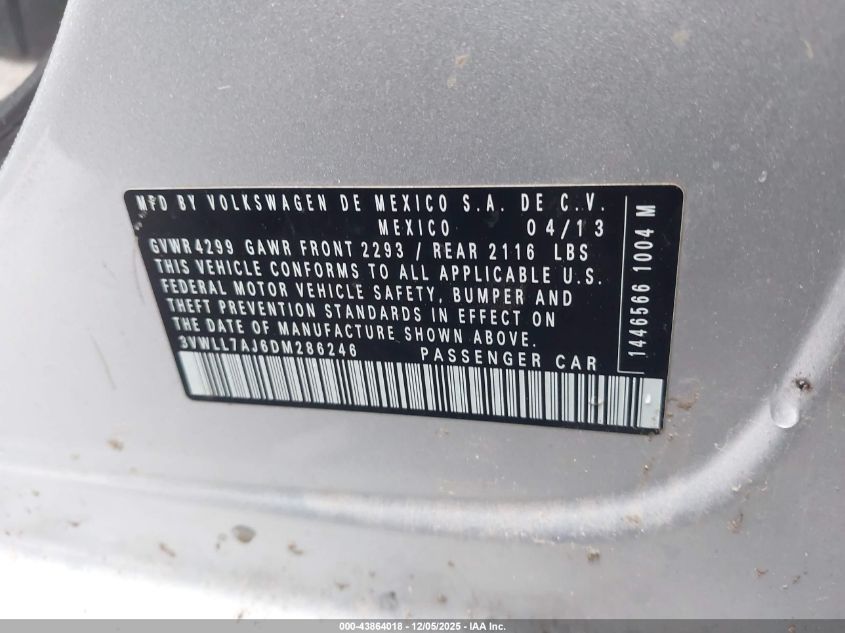 MFD BY VOLKSWAGEN DE MEXICO S.A. DE C.V.
MEXICO 04/13
GVWR4299 GAWR FRONT 2293 / REAR 2116 LBS
THIS VEHICLE CONFORMS TO ALL APPLICABLE U.S.
FEDERAL MOTOR VEHICLE SAFETY, BUMPER AND
THEFT PREVENTION STANDARDS IN EFFECT ON
THE DATE OF MANUFACTURE SHOWN ABOVE.
3VWLL7AJ6DM286246 PASSENGER CAR
1446566 1004 M
000-43864018 - 12/05/2025 - IAA Inc.